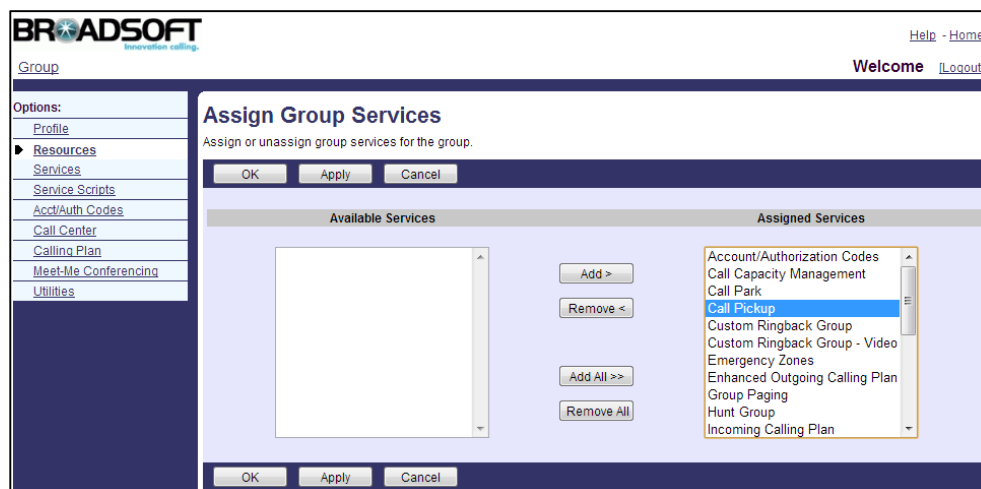 BROADSOFT
Innovation calling.
Help - Home
Group
Welcome [Logout
Options:
Profile
Resources
Services
Service Scripts
Acct/Auth Codes
Call Center
Calling Plan
Meet-Me Conferencing
Utilities
Assign Group Services
Assign or unassign group services for the group.
OK Apply Cancel
Available Services
Assigned Services
Add >
Remove <
Add All >>
Remove All
Account/Authorization Codes
Call Capacity Management
Call Park
Call Pickup
Custom Ringback Group
Custom Ringback Group - Video
Emergency Zones
Enhanced Outgoing Calling Plan
Group Paging
Hunt Group
Incoming Calling Plan
OK Apply Cancel